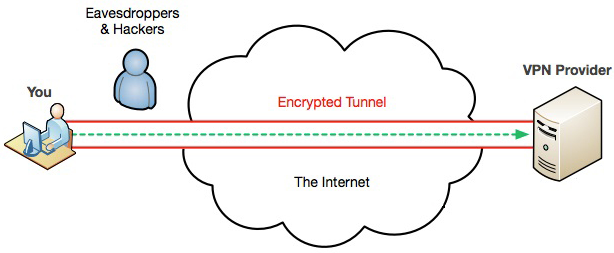 Eavesdroppers
& Hackers
You
VPN Provider
Encrypted Tunnel
The Internet